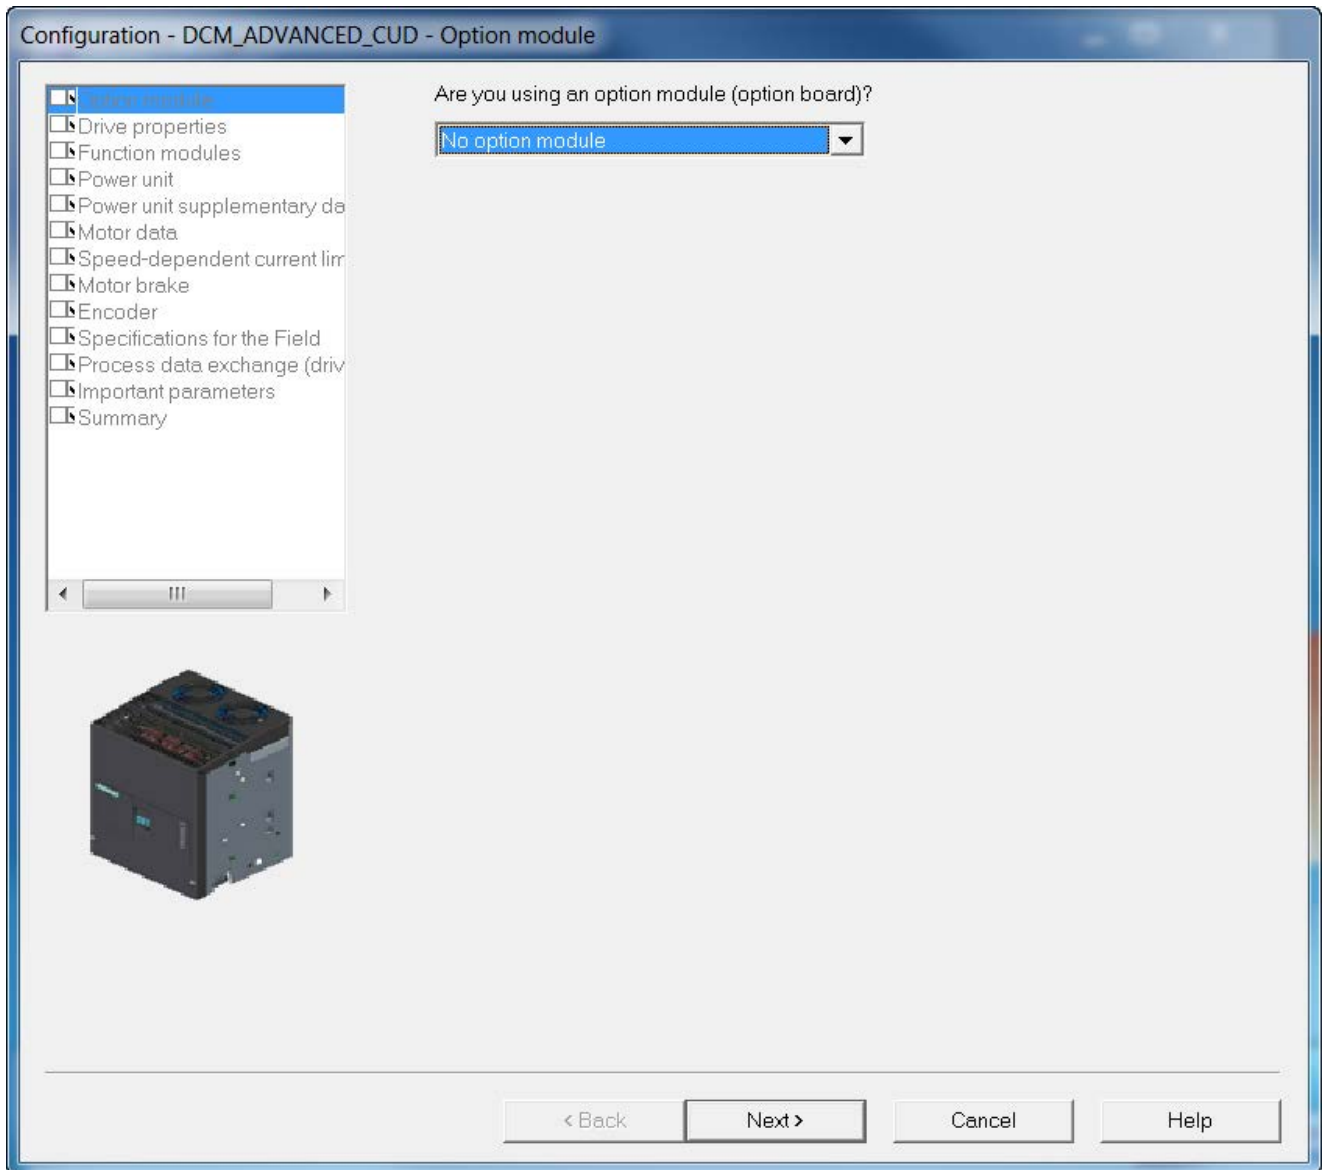 Configuration - DCM_ADVANCED_CUD - Option module
Option module
Drive properties
Function modules
Power unit
Power unit supplementary da
Motor data
Speed-dependent current lim
Motor brake
Encoder
Specifications for the Field
Process data exchange (driv
Important parameters
Summary
Are you using an option module (option board)?
No option module
< Back
Next >
Cancel
Help